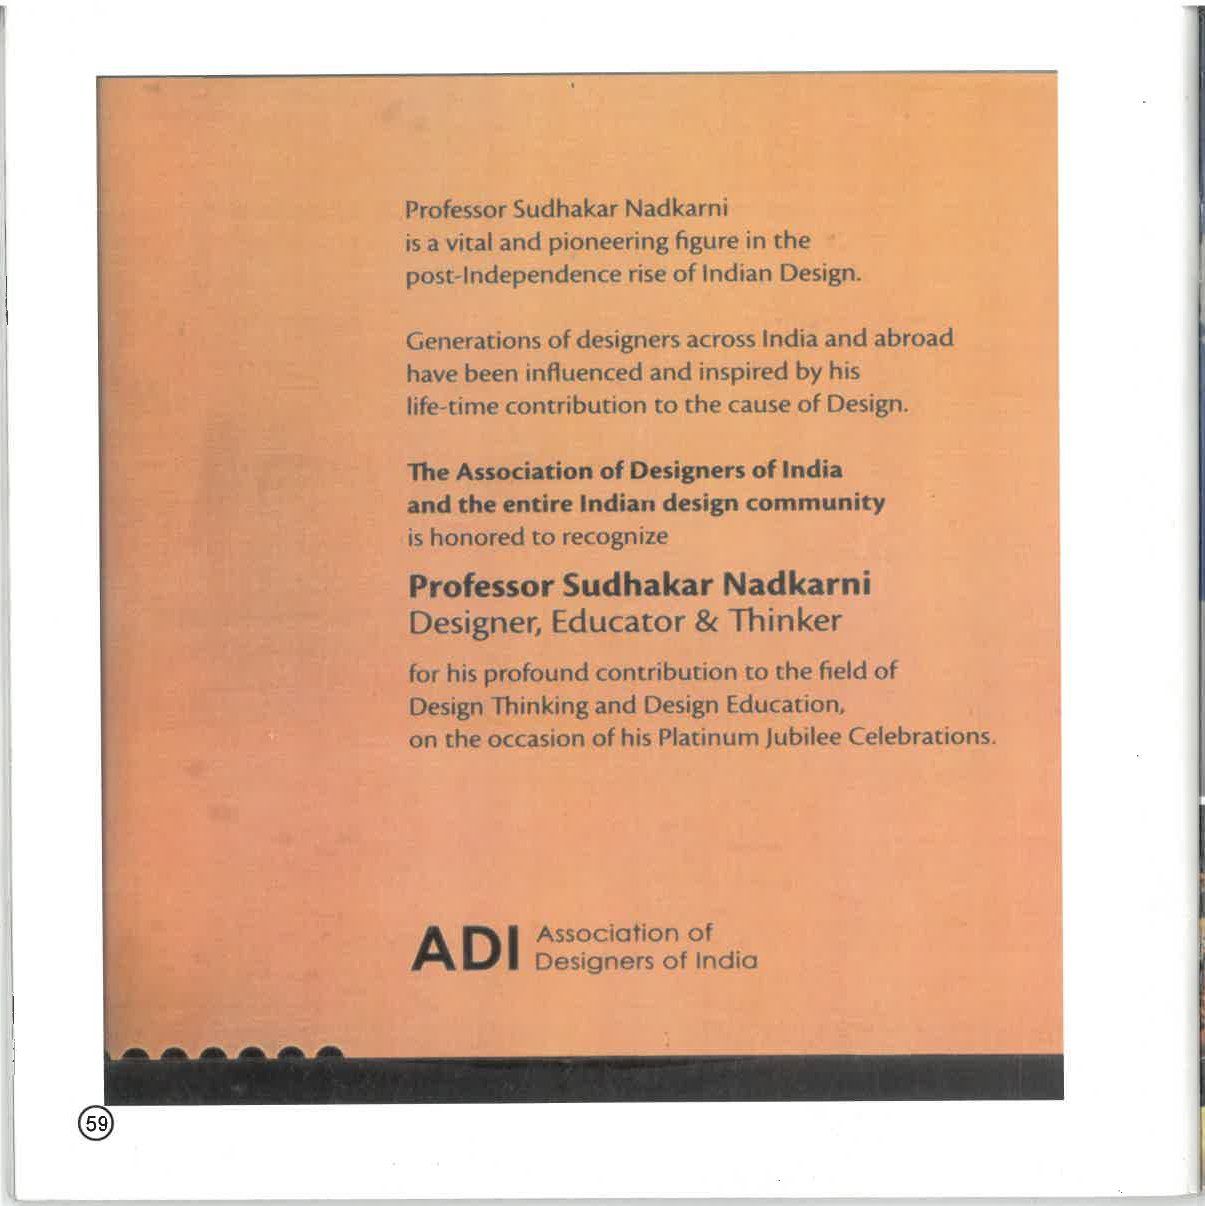 Professor Sudhakar Nadkarni
is a vital and pioneering figure in the
post-Independence rise of Indian Design.
Generations of designers across India and abroad
have been influenced and inspired by his
life-time contribution to the cause of Design.
The Association of Designers of India
and the entire Indian design community
is honored to recognize
Professor Sudhakar Nadkarni
Designer, Educator & Thinker
for his profound contribution to the field of
Design Thinking and Design Education,
on the occasion of his Platinum Jubilee Celebrations.
ADI Association of
Designers of India
59